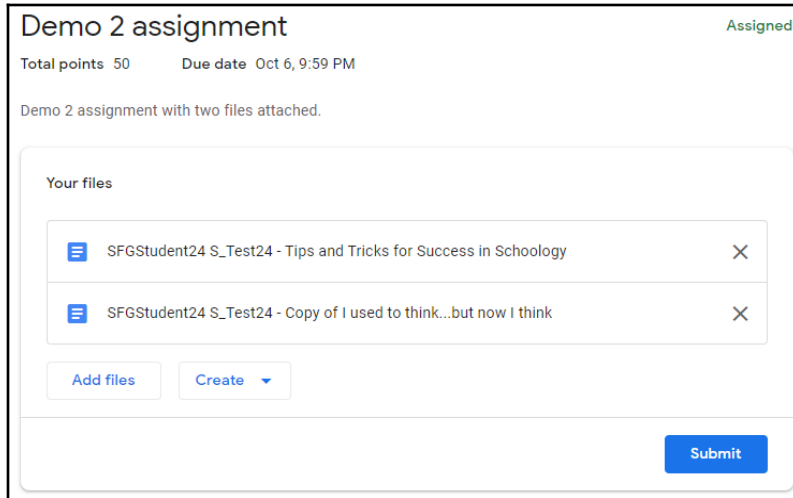 Demo 2 assignment
Assigned
Total points 50 Due date Oct 6, 9:59 PM
Demo 2 assignment with two files attached.
Your files
SFGStudent24 S_Test24 - Tips and Tricks for Success in Schoology
SFGStudent24 S_Test24 - Copy of I used to think...but now I think
Add files Create
Submit